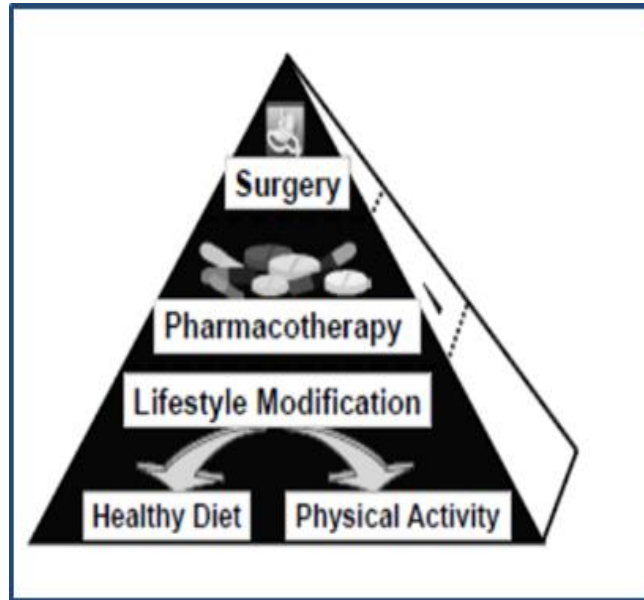 Surgery
Pharmacotherapy
Lifestyle Modification
Healthy Diet
Physical Activity